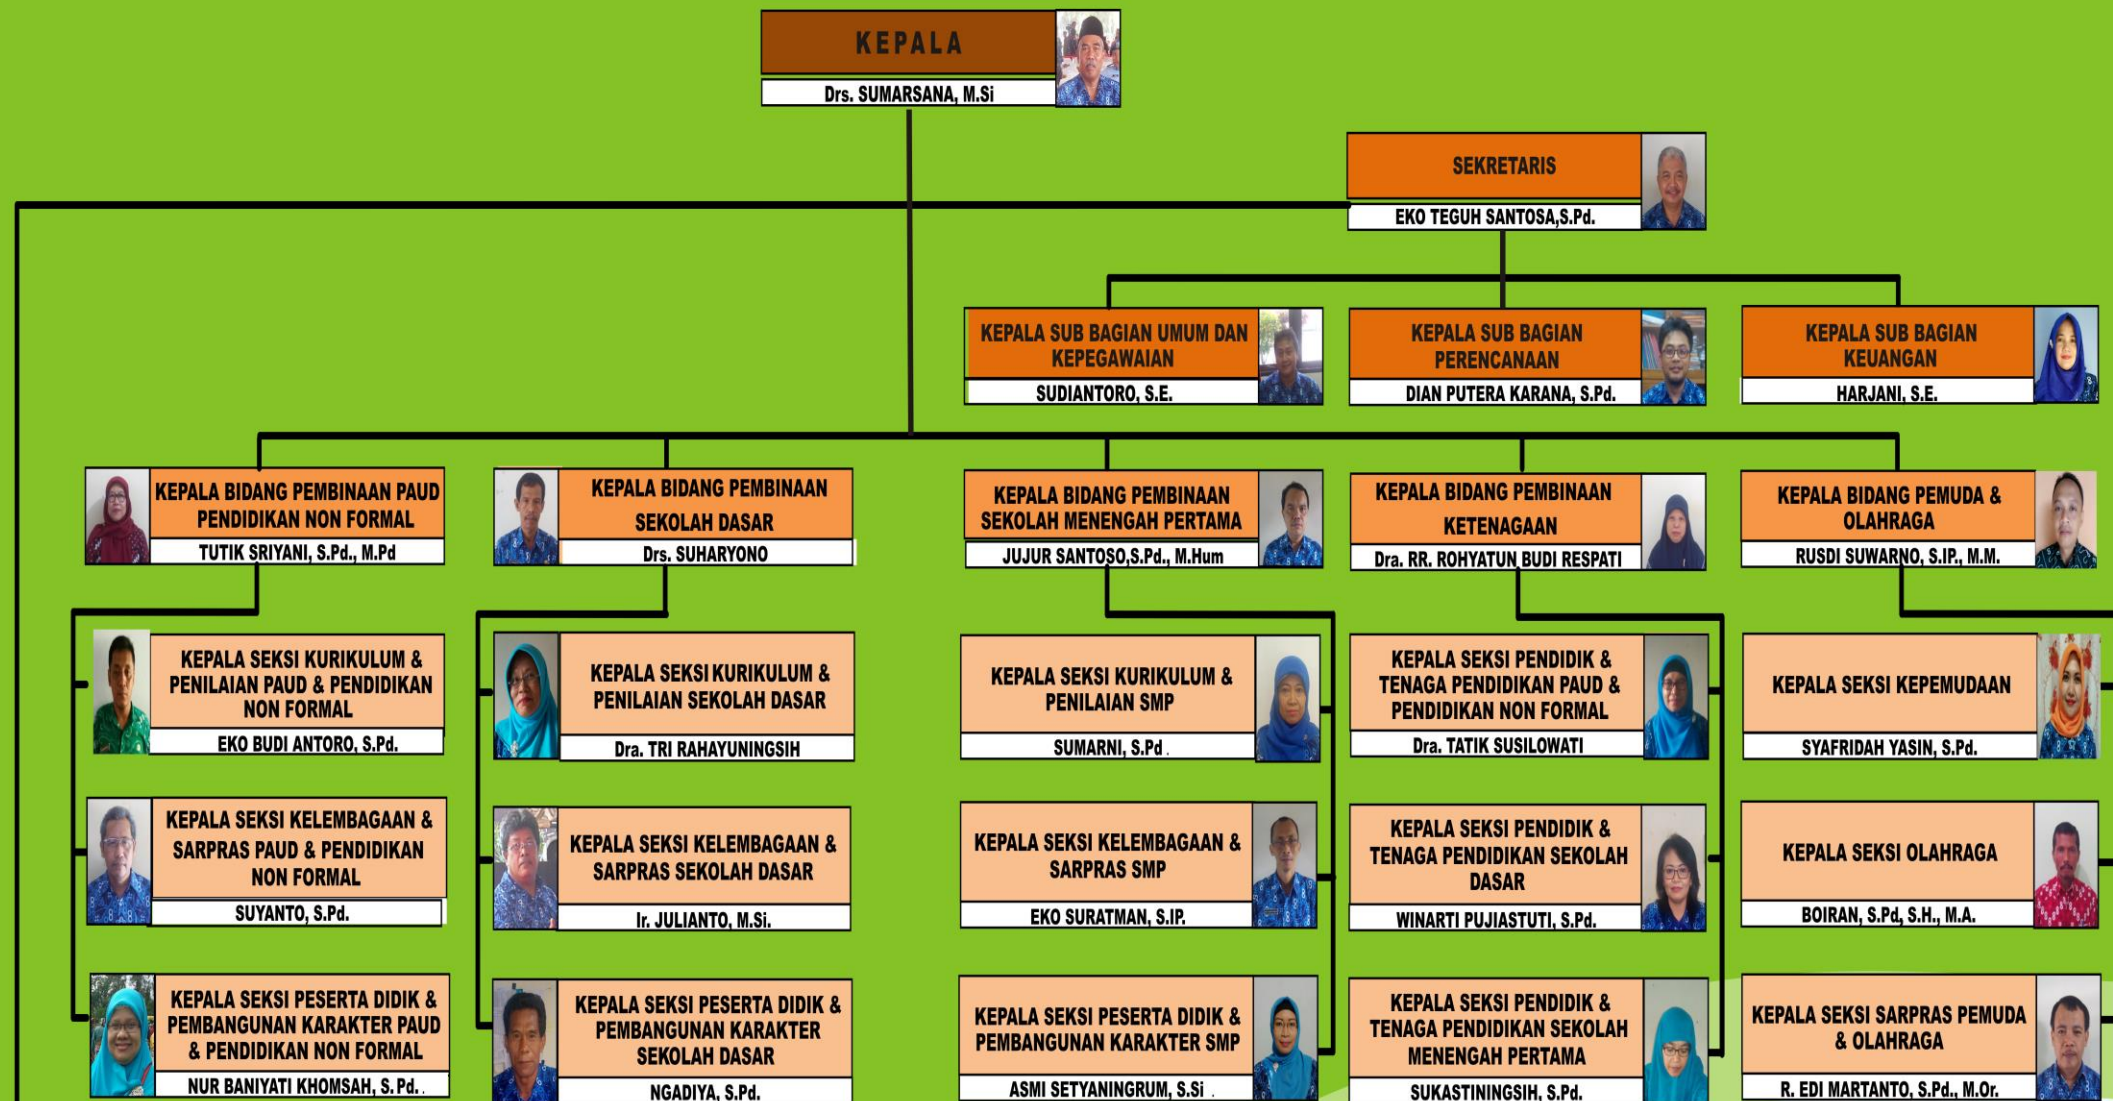 KEPALA
Drs. SUMARSANA, M.Si
SEKRETARIS
EKO TEGUH SANTOSA,S.Pd.
KEPALA SUB BAGIAN UMUM DAN
KEPEGAWAIAN
SUDIANTORO, S.E.
KEPALA SUB BAGIAN
PERENCANAAN
DIAN PUTERA KARANA, S.Pd.
KEPALA SUB BAGIAN
KEUANGAN
HARJANI, S.E.
KEPALA BIDANG PEMBINAAN PAUD
PENDIDIKAN NON FORMAL
TUTIK SRIYANI, S.Pd., M.Pd
KEPALA BIDANG PEMBINAAN
SEKOLAH DASAR
Drs. SUHARYONO
KEPALA BIDANG PEMBINAAN
SEKOLAH MENENGAH PERTAMA
JUJUR SANTOSO,S.Pd., M.Hum
KEPALA BIDANG PEMBINAAN
KETENAGAAN
Dra. RR. ROHYATUN BUDI RESPATI
KEPALA BIDANG PEMUDA &
OLAHRAGA
RUSDI SUWARNO, S.IP., M.M.
KEPALA SEKSI KURIKULUM &
PENILAIAN PAUD & PENDIDIKAN
NON FORMAL
EKO BUDI ANTORO, S.Pd.
KEPALA SEKSI KURIKULUM &
PENILAIAN SEKOLAH DASAR
Dra. TRI RAHAYUNINGSIH
KEPALA SEKSI KURIKULUM &
PENILAIAN SMP
SUMARNI, S.Pd .
KEPALA SEKSI PENDIDIK &
TENAGA PENDIDIKAN PAUD &
PENDIDIKAN NON FORMAL
Dra. TATIK SUSILOWATI
KEPALA SEKSI KEPEMUDAAN
SYAFRIDAH YASIN, S.Pd.
KEPALA SEKSI KELEMBAGAAN &
SARPRAS PAUD & PENDIDIKAN
NON FORMAL
SUYANTO, S.Pd.
KEPALA SEKSI KELEMBAGAAN &
SARPRAS SEKOLAH DASAR
Ir. JULIANTO, M.Si.
KEPALA SEKSI KELEMBAGAAN &
SARPRAS SMP
EKO SURATMAN, S.IP.
KEPALA SEKSI PENDIDIK &
TENAGA PENDIDIKAN SEKOLAH
DASAR
WINARTI PUJIASTUTI, S.Pd.
KEPALA SEKSI OLAHRAGA
BOIRAN, S.Pd, S.H., M.A.
KEPALA SEKSI PESERTA DIDIK &
PEMBANGUNAN KARAKTER PAUD
& PENDIDIKAN NON FORMAL
NUR BANIYATI KHOMSAH, S. Pd. .
KEPALA SEKSI PESERTA DIDIK &
PEMBANGUNAN KARAKTER
SEKOLAH DASAR
NGADIYA, S.Pd.
KEPALA SEKSI PESERTA DIDIK &
PEMBANGUNAN KARAKTER SMP
ASMI SETYANINGRUM, S.Si .
KEPALA SEKSI PENDIDIK &
TENAGA PENDIDIKAN SEKOLAH
MENENGAH PERTAMA
SUKASTININGSIH, S.Pd.
KEPALA SEKSI SARPRAS PEMUDA
& OLAHRAGA
R. EDI MARTANTO, S.Pd., M.Or.